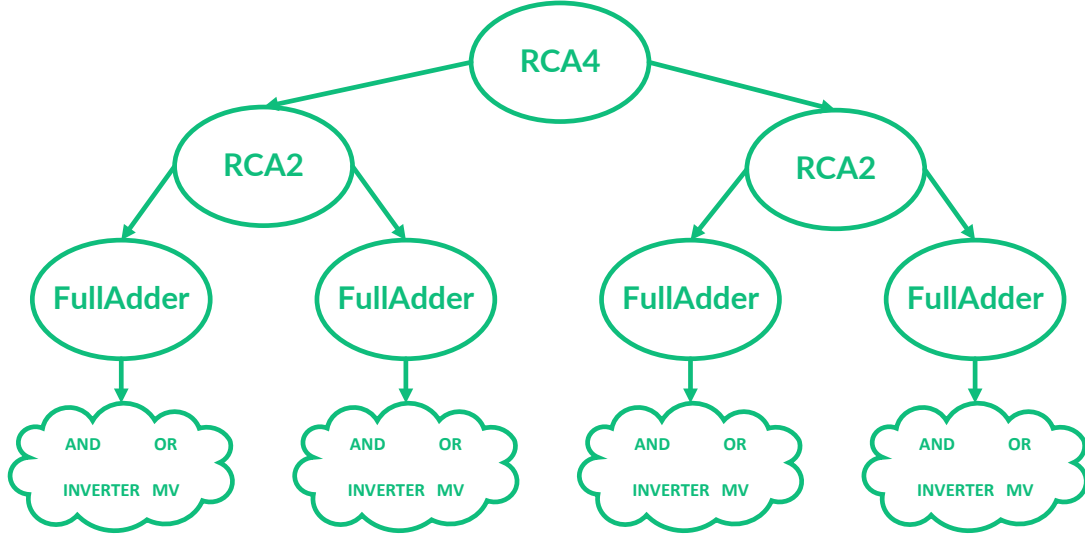 RCA4
RCA2
RCA2
FullAdder
FullAdder
FullAdder
FullAdder
AND OR
INVERTER MV
AND OR
INVERTER MV
AND OR
INVERTER MV
AND OR
INVERTER MV